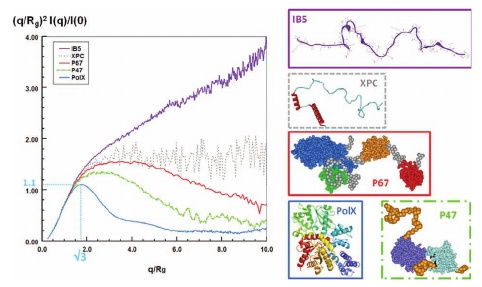 (q/Rg)² I(q)/I(0)
4.00
3.00
2.00
1.1
1.00
0.00
IB5
XPC
P67
P47
PolX
0.0
2.0
4.0
6.0
8.0
10.0
√3
q/Rg
IB5
XPC
P67
PolX
P47